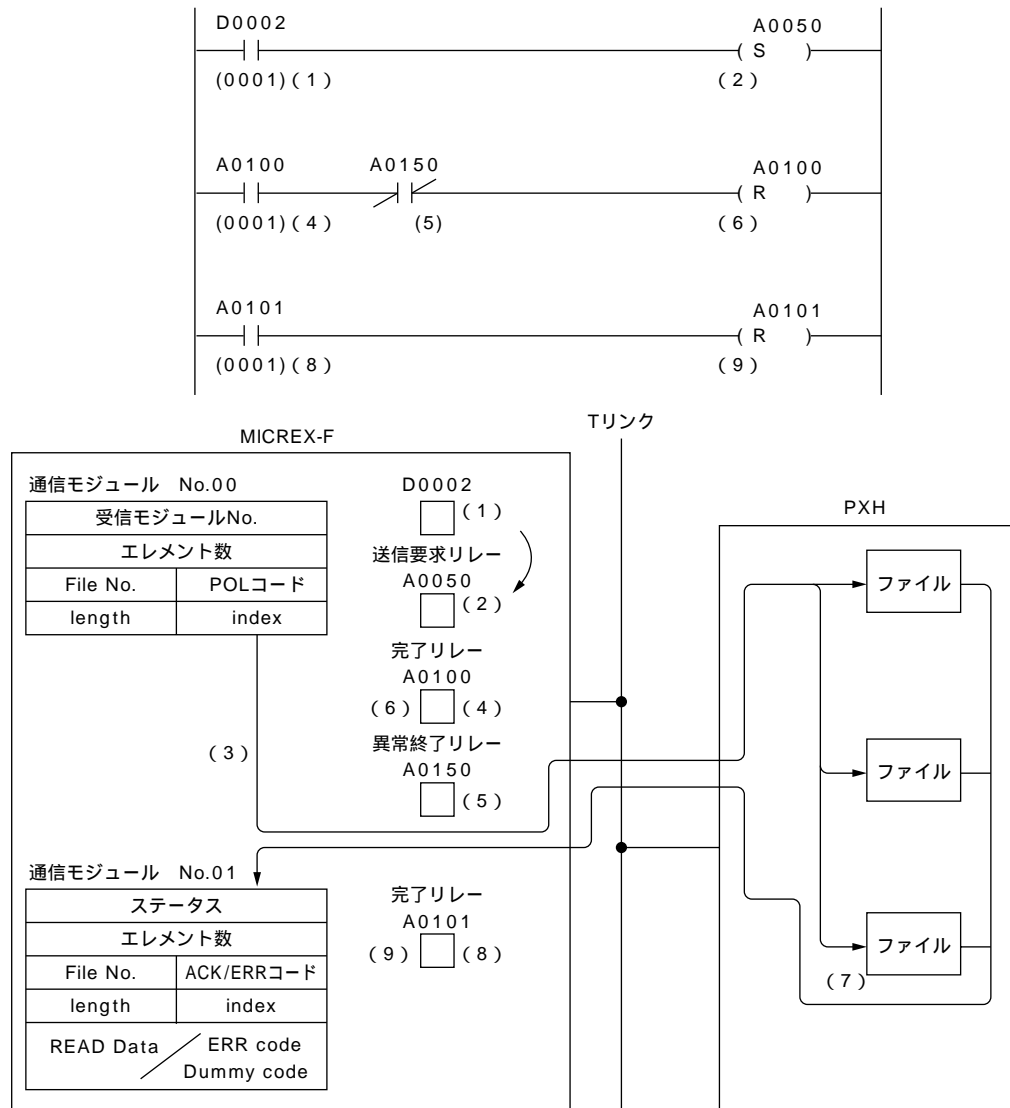 D0002 A0050
( S )
(0001)(1) (2)
A0100 A0150 A0100
( R )
(0001)(4) (5) (6)
A0101 A0101
( R )
(0001)(8) (9)
Tリンク
MICREX-F
通信モジュール No.00
受信モジュールNo.
エレメント数
File No. POLコード
length index
D0002
(1)
送信要求リレー
A0050
(2)
完了リレー
A0100
(6) (4)
異常終了リレー
A0150
(5)
(3)
PXH
ファイル
ファイル
ファイル
(7)
通信モジュール No.01
ステータス
エレメント数
File No. ACK/ERRコード
length index
READ Data ERR code
Dummy code
完了リレー
A0101
(9) (8)